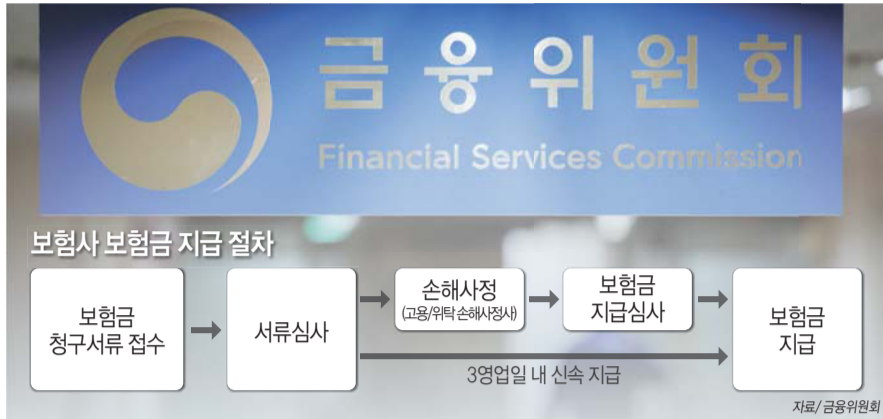 금융위원회
Financial Services Commission
보험사 보험금 지급 절차
보험금
청구서류 접수
서류심사
손해사정
(고용/위탁 손해사정사)
보험금
지급심사
보험금
지급
3영업일 내 신속 지급
자료/금융위원회